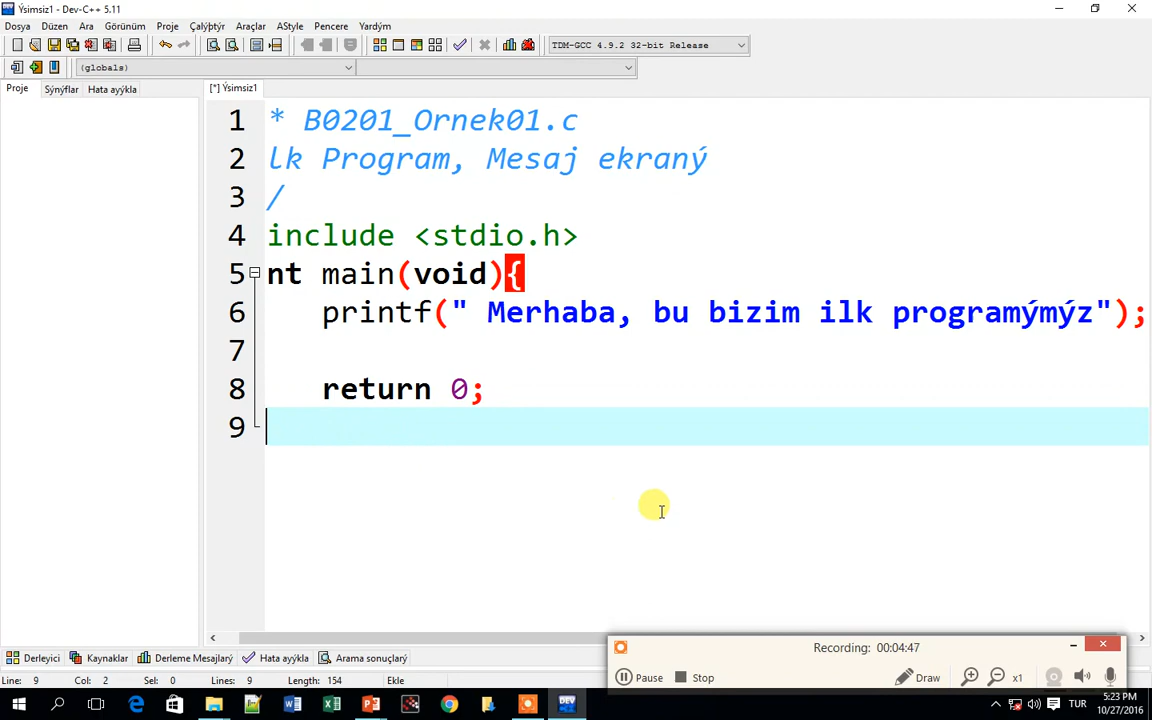 Ýsimsiz1 - Dev-C++ 5.11
Dosya Düzen Ara Görünüm Proje Çalýþtýr Araçlar AStyle Pencere Yardým
TDM-GCC 4.9.2 32-bit Release
(globals)
Proje Sýnýflar Hata ayýkla
[*] Ýsimsiz1
1 * B0201_Ornek01.c
2 lk Program, Mesaj ekraný
3 /
4 include <stdio.h>
5 nt main(void){
6 printf(" Merhaba, bu bizim ilk programýmýz");
7
8 return 0;
9
Derleyici Kaynaklar Derleme Mesajlarý Hata ayýkla Arama sonuçlarý
Line: 9 Col: 2 Sel: 0 Lines: 9 Length: 154 Ekle
Recording: 00:04:47
Pause Stop Draw x1
TUR
5:23 PM
10/27/2016